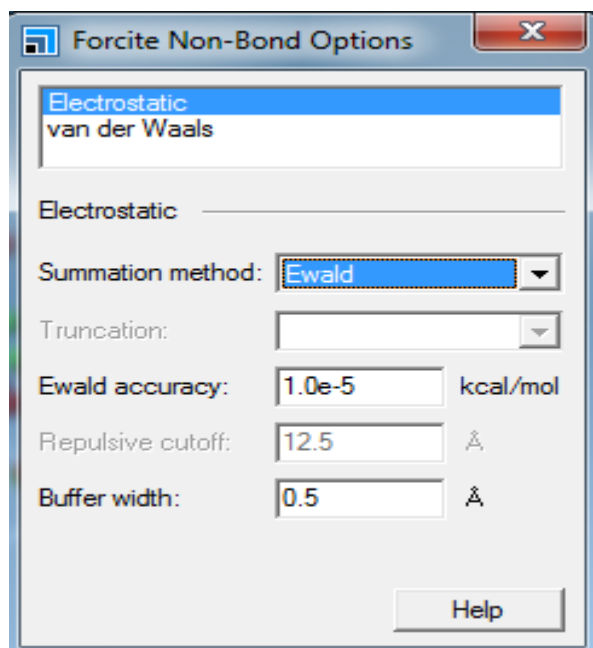 Forcite Non-Bond Options
Electrostatic
van der Waals
Electrostatic
Summation method: Ewald
Truncation:
Ewald accuracy: 1.0e-5 kcal/mol
Repulsive cutoff: 12.5 Å
Buffer width: 0.5 Å
Help